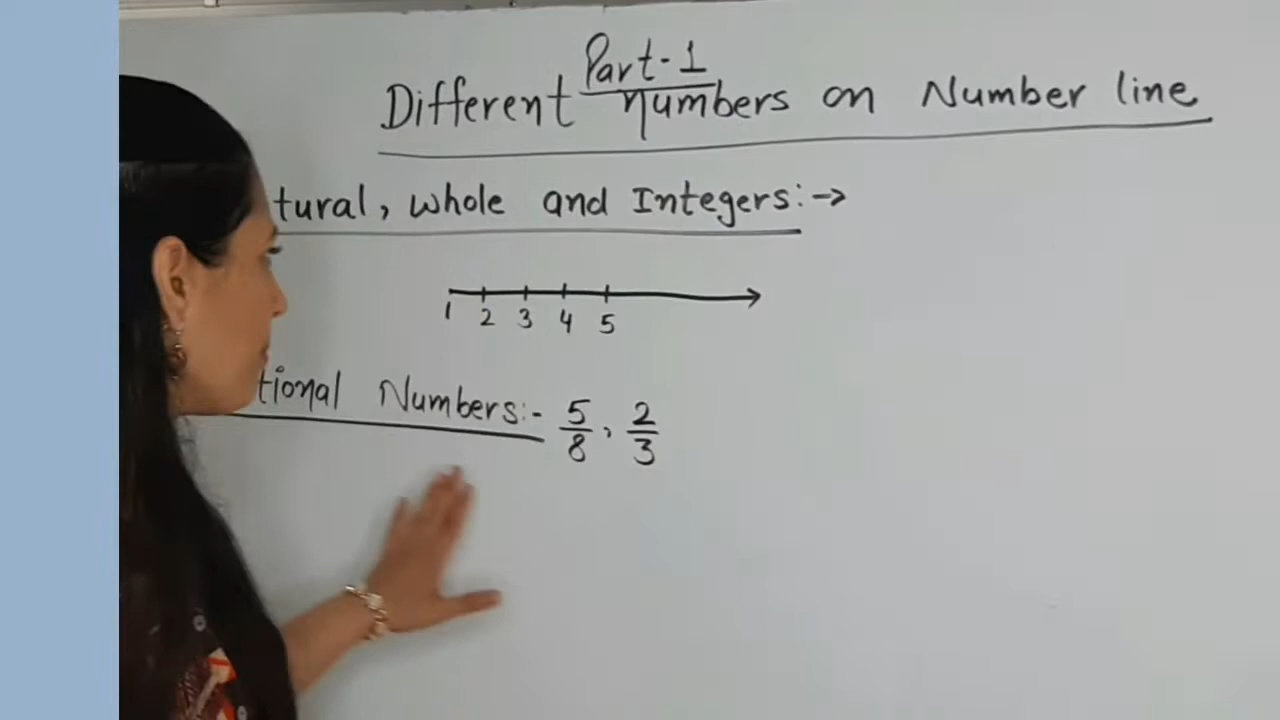 Part-1
Different numbers on Number line
tural, whole and Integers:→
1 2 3 4 5
tional Numbers:- 5/8, 2/3